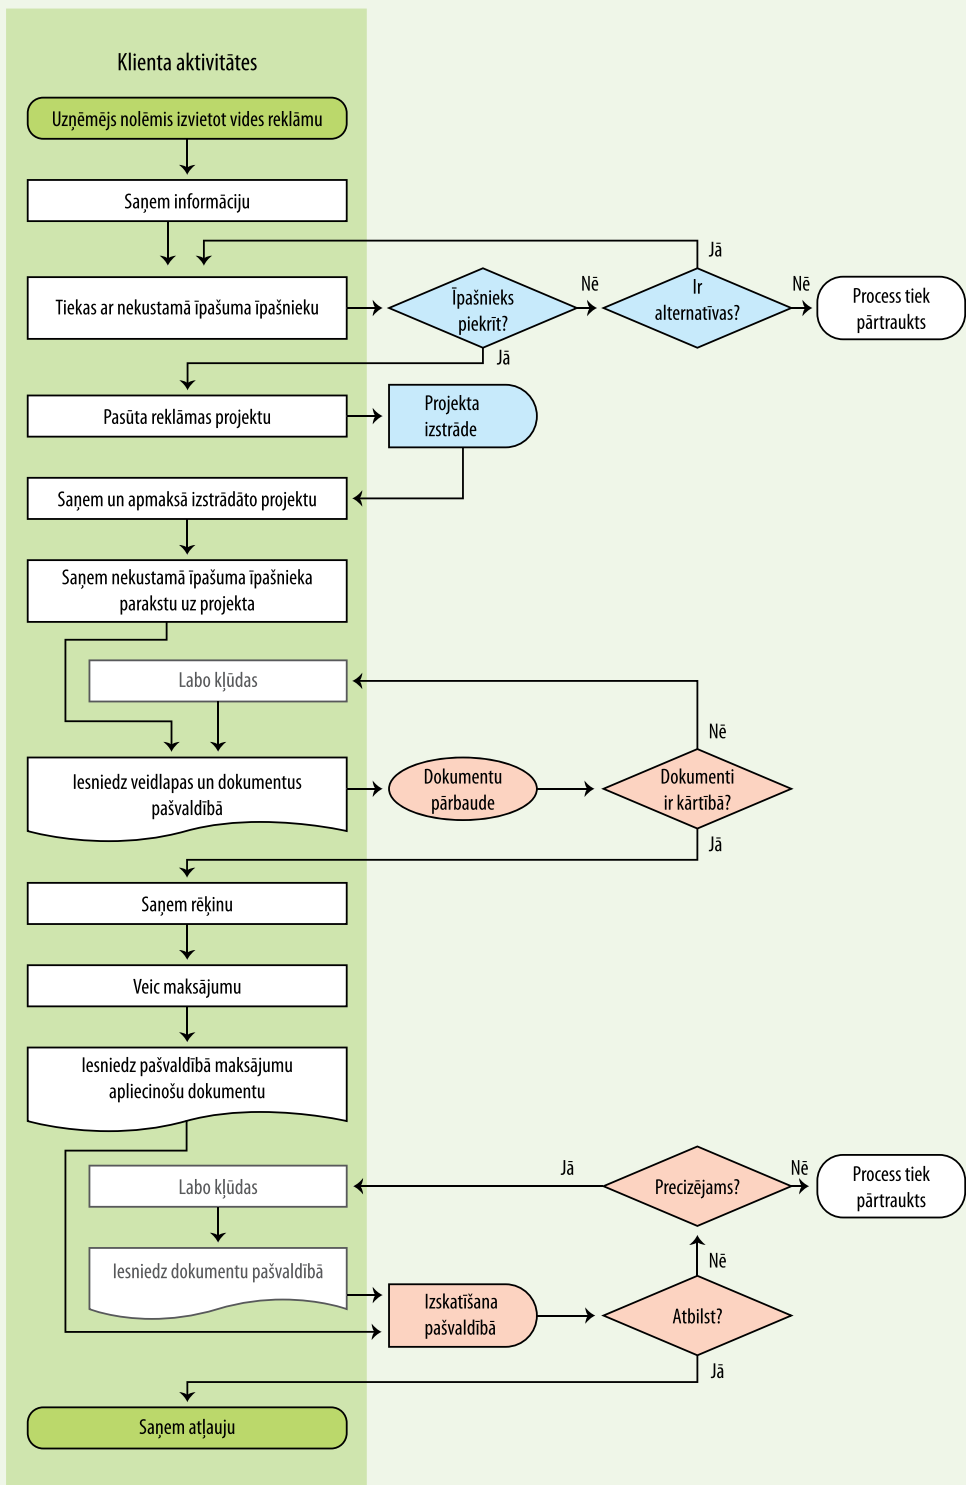 Klienta aktivitātes
Uzņēmējs nolēmis izvietot vides reklāmu
Saņem informāciju
Jā
Tiekas ar nekustamā īpašuma īpašnieku
Īpašnieks
piekrīt?
Nē
Ir
alternatīvas?
Nē
Process tiek
pārtraukts
Jā
Pasūta reklāmas projektu
Projekta
izstrāde
Saņem un apmaksā izstrādāto projektu
Saņem nekustamā īpašuma īpašnieka
parakstu uz projekta
Labo kļūdas
Nē
Iesniedz veidlapas un dokumentus
pašvaldībā
Dokumentu
pārbaude
Dokumenti
ir kārtībā?
Jā
Saņem rēķinu
Veic maksājumu
Iesniedz pašvaldībā maksājumu
apliecinošu dokumentu
Labo kļūdas
Jā
Precizējams?
Nē
Process tiek
pārtraukts
Iesniedz dokumentu pašvaldībā
Nē
Izskatīšana
pašvaldībā
Atbilst?
Jā
Saņem atļauju